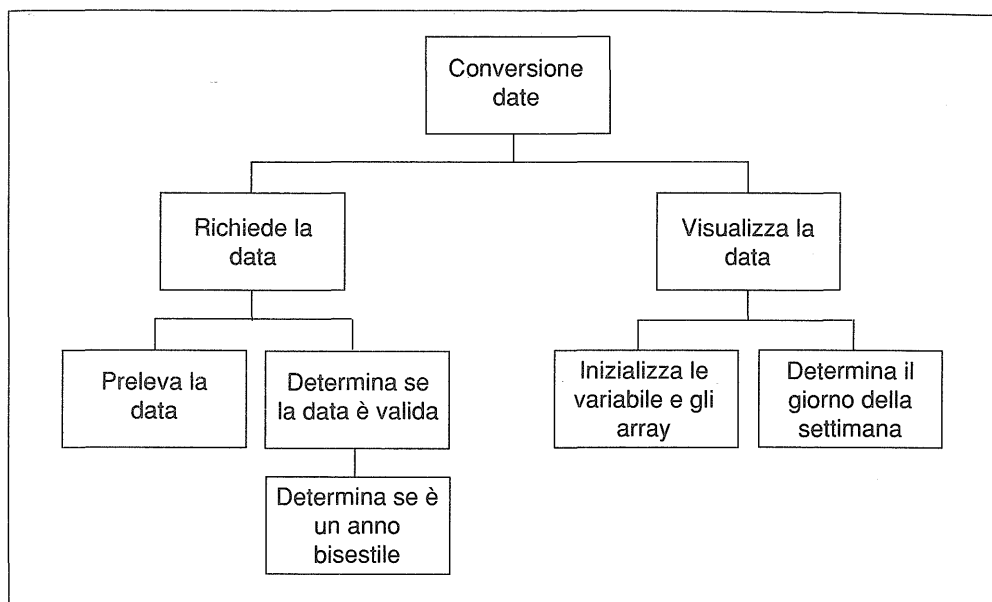 Conversione
date
Richiede la
data
Visualizza la
data
Preleva la
data
Determina se
la data è valida
Inizializza le
variabile e gli
array
Determina il
giorno della
settimana
Determina se è
un anno
bisestile